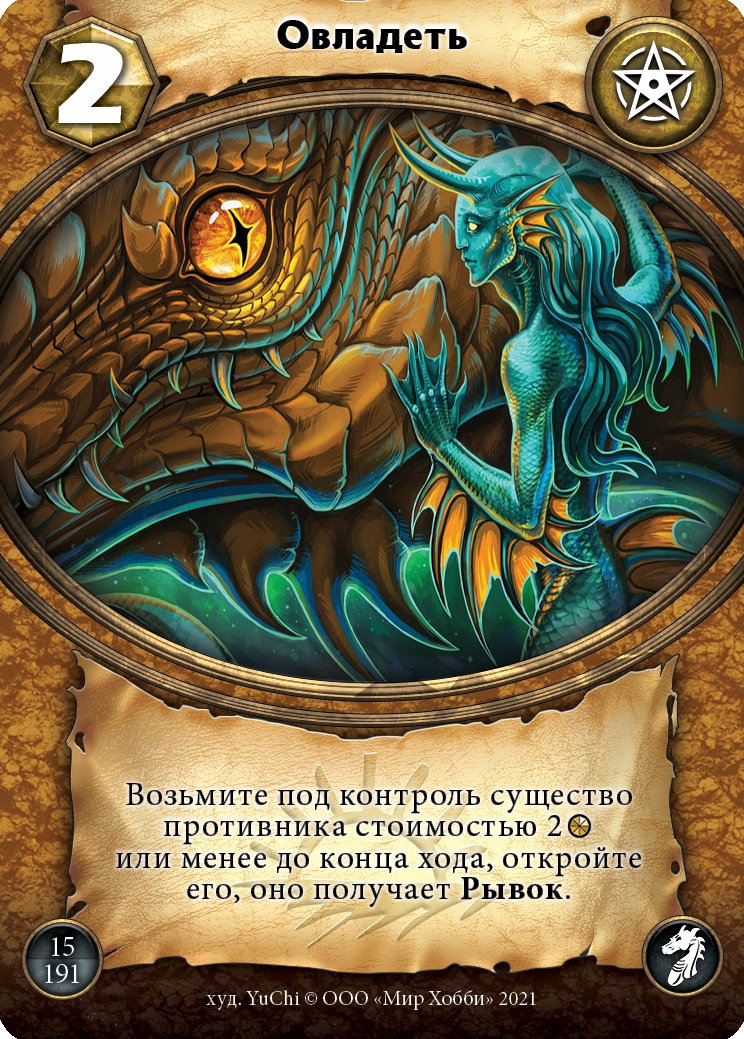 Овладеть
2
Возьмите под контроль существо
противника стоимостью 2
или менее до конца хода, откройте
его, оно получает Рывок.
15
191
худ. YuChi © ООО «Мир Хобби» 2021